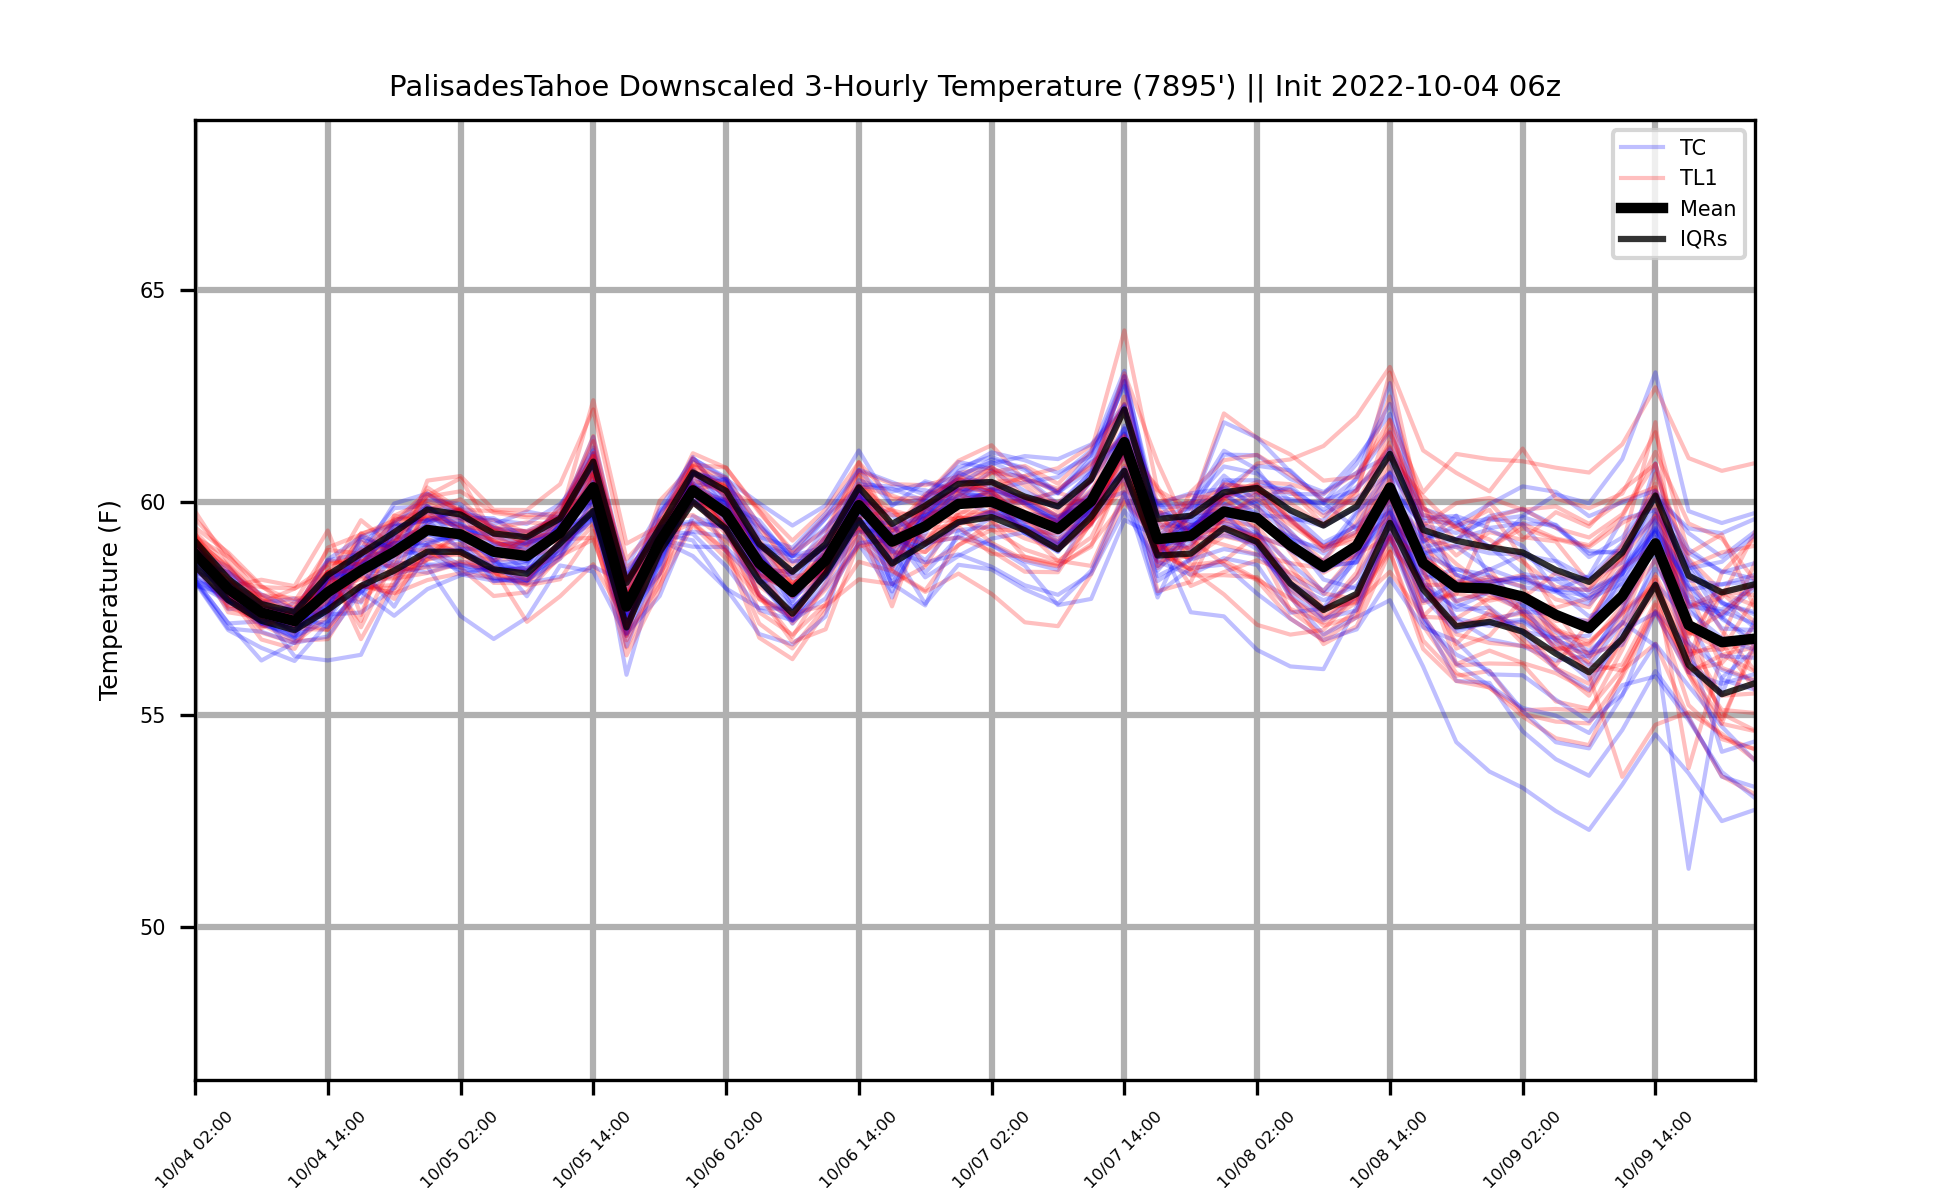 PalisadesTahoe Downscaled 3-Hourly Temperature (7895') || Init 2022-10-04 06z
TC
TL1
Mean
IQRs
Temperature (F)
65
60
55
50
10/04 02:00
10/04 14:00
10/05 02:00
10/05 14:00
10/06 02:00
10/06 14:00
10/07 02:00
10/07 14:00
10/08 02:00
10/08 14:00
10/09 02:00
10/09 14:00